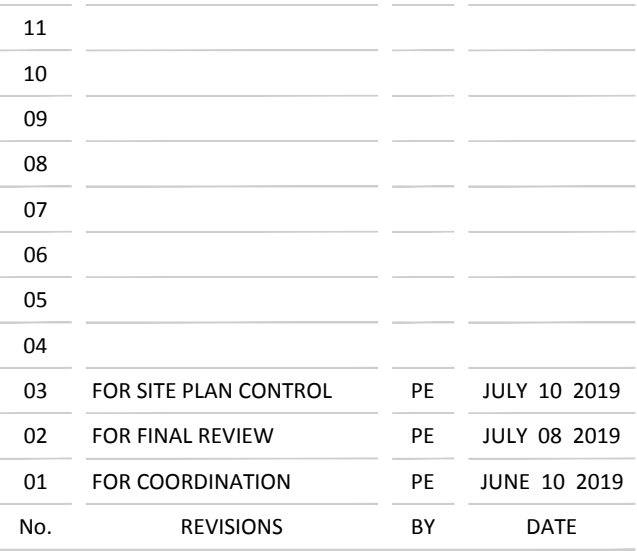 11
10
09
08
07
06
05
04
03 FOR SITE PLAN CONTROL PE JULY 10 2019
02 FOR FINAL REVIEW PE JULY 08 2019
01 FOR COORDINATION PE JUNE 10 2019
No. REVISIONS BY DATE